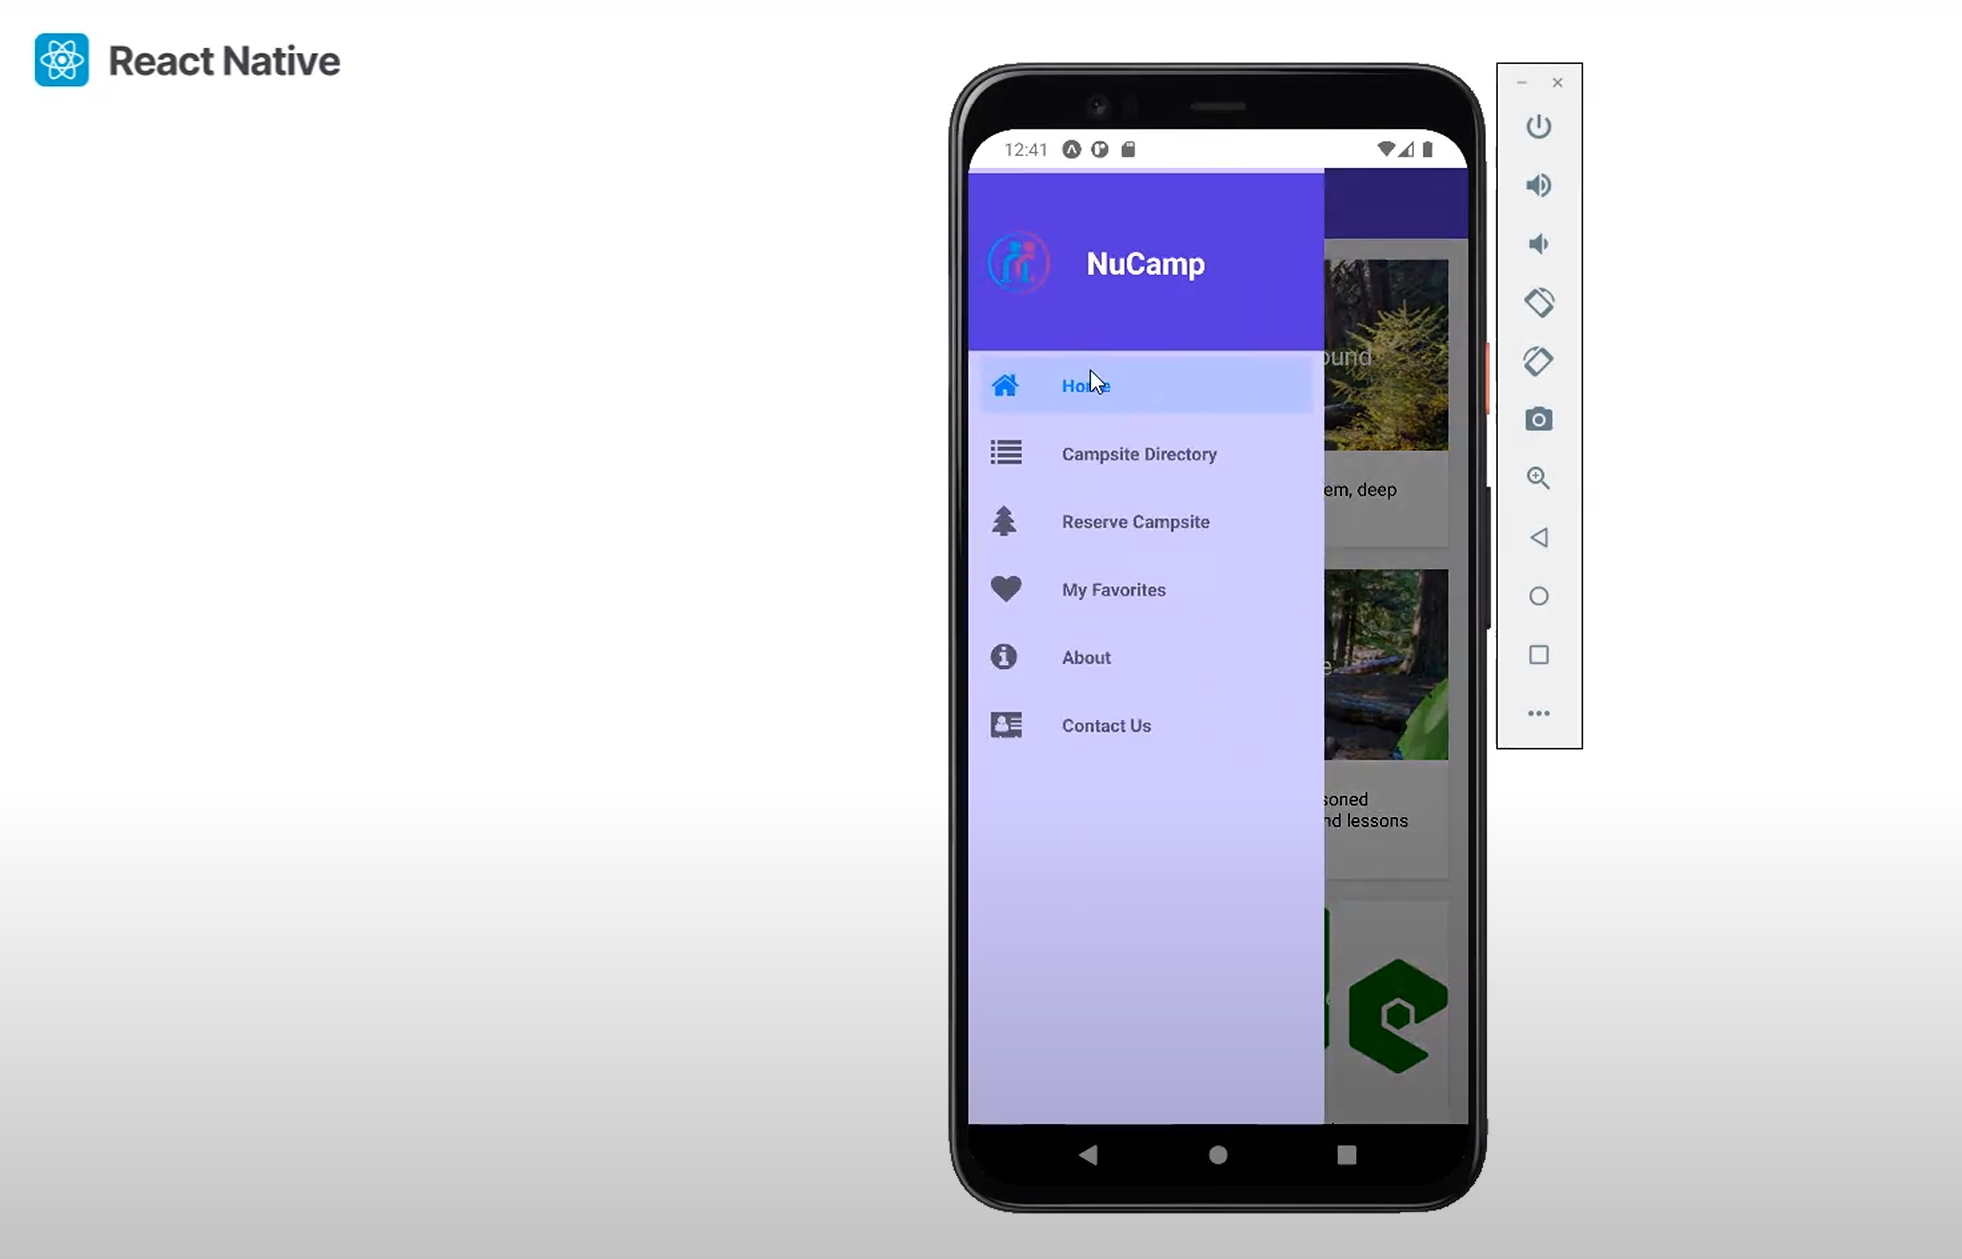 React Native
12:41
NuCamp
Home
Campsite Directory
Reserve Campsite
My Favorites
About
Contact Us
ound
em, deep
e
soned
nd lessons